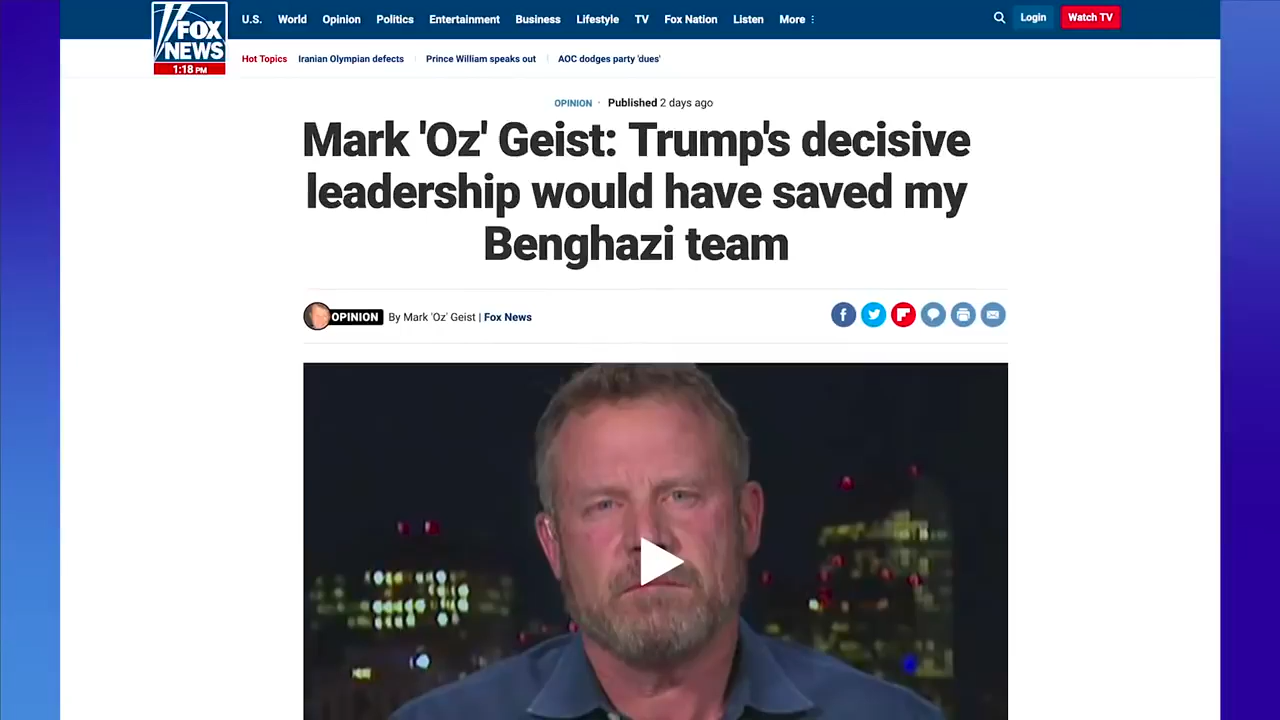 FOX
NEWS
1:18 PM
U.S. World Opinion Politics Entertainment Business Lifestyle TV Fox Nation Listen More
Login
Watch TV
Hot Topics Iranian Olympian defects Prince William speaks out AOC dodges party 'dues'
OPINION · Published 2 days ago
Mark 'Oz' Geist: Trump's decisive
leadership would have saved my
Benghazi team
OPINION By Mark 'Oz' Geist | Fox News